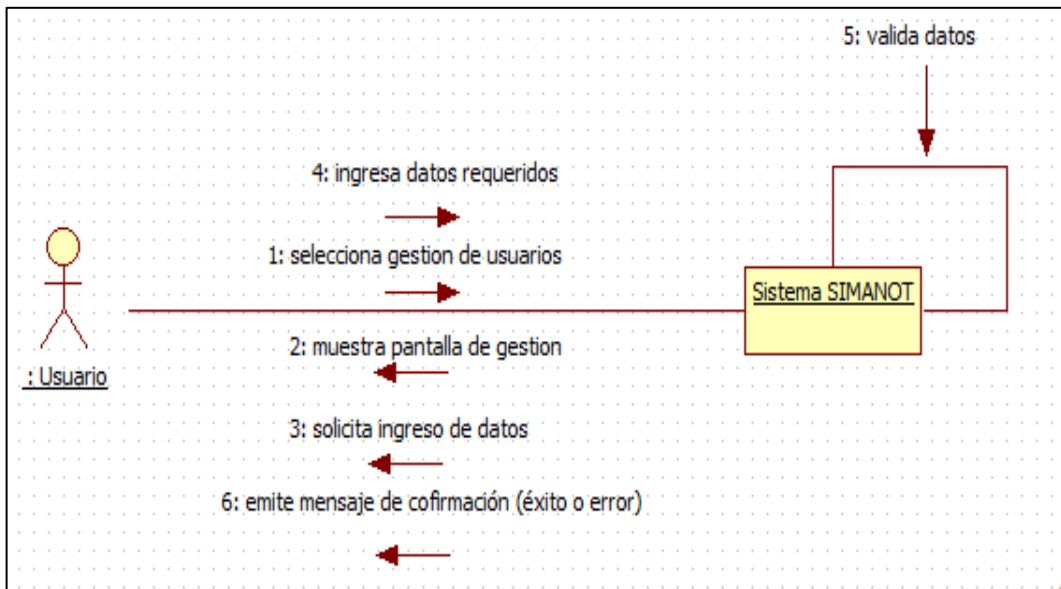 5: valida datos
4: ingresa datos requeridos
1: selecciona gestion de usuarios
Sistema SIMANOT
2: muestra pantalla de gestion
: Usuario
3: solicita ingreso de datos
6: emite mensaje de cofirmación (éxito o error)